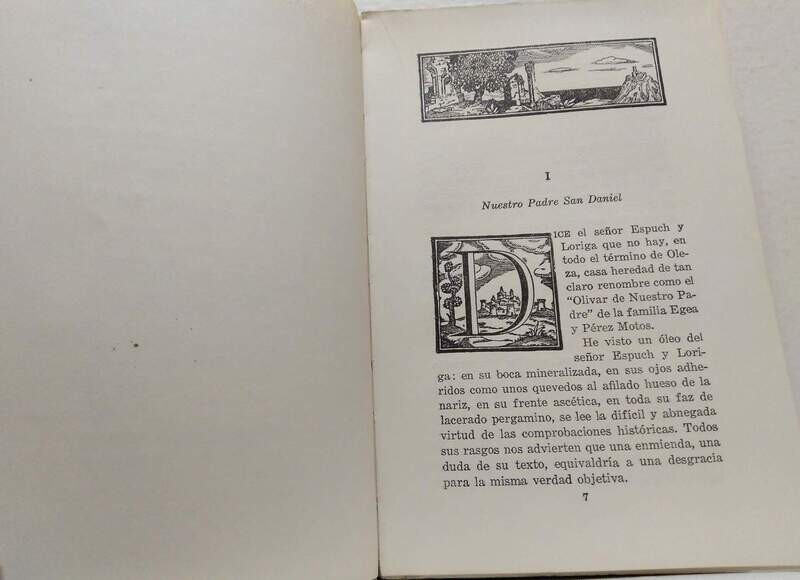 I
Nuestro Padre San Daniel
DICE el señor Espuch y
Loriga que no hay, en
todo el término de Ole-
za, casa heredad de tan
claro renombre como el
"Olivar de Nuestro Pa-
dre" de la familia Egea
y Pérez Motos.
He visto un óleo del
señor Espuch y Lori-
ga: en su boca mineralizada, en sus ojos adhe-
ridos como unos quevedos al afilado hueso de la
nariz, en su frente ascética, en toda su faz de
lacerado pergamino, se lee la difícil y abnegada
virtud de las comprobaciones históricas. Todos
sus rasgos nos advierten que una enmienda, una
duda de su texto, equivaldría a una desgracia
para la misma verdad objetiva.
7